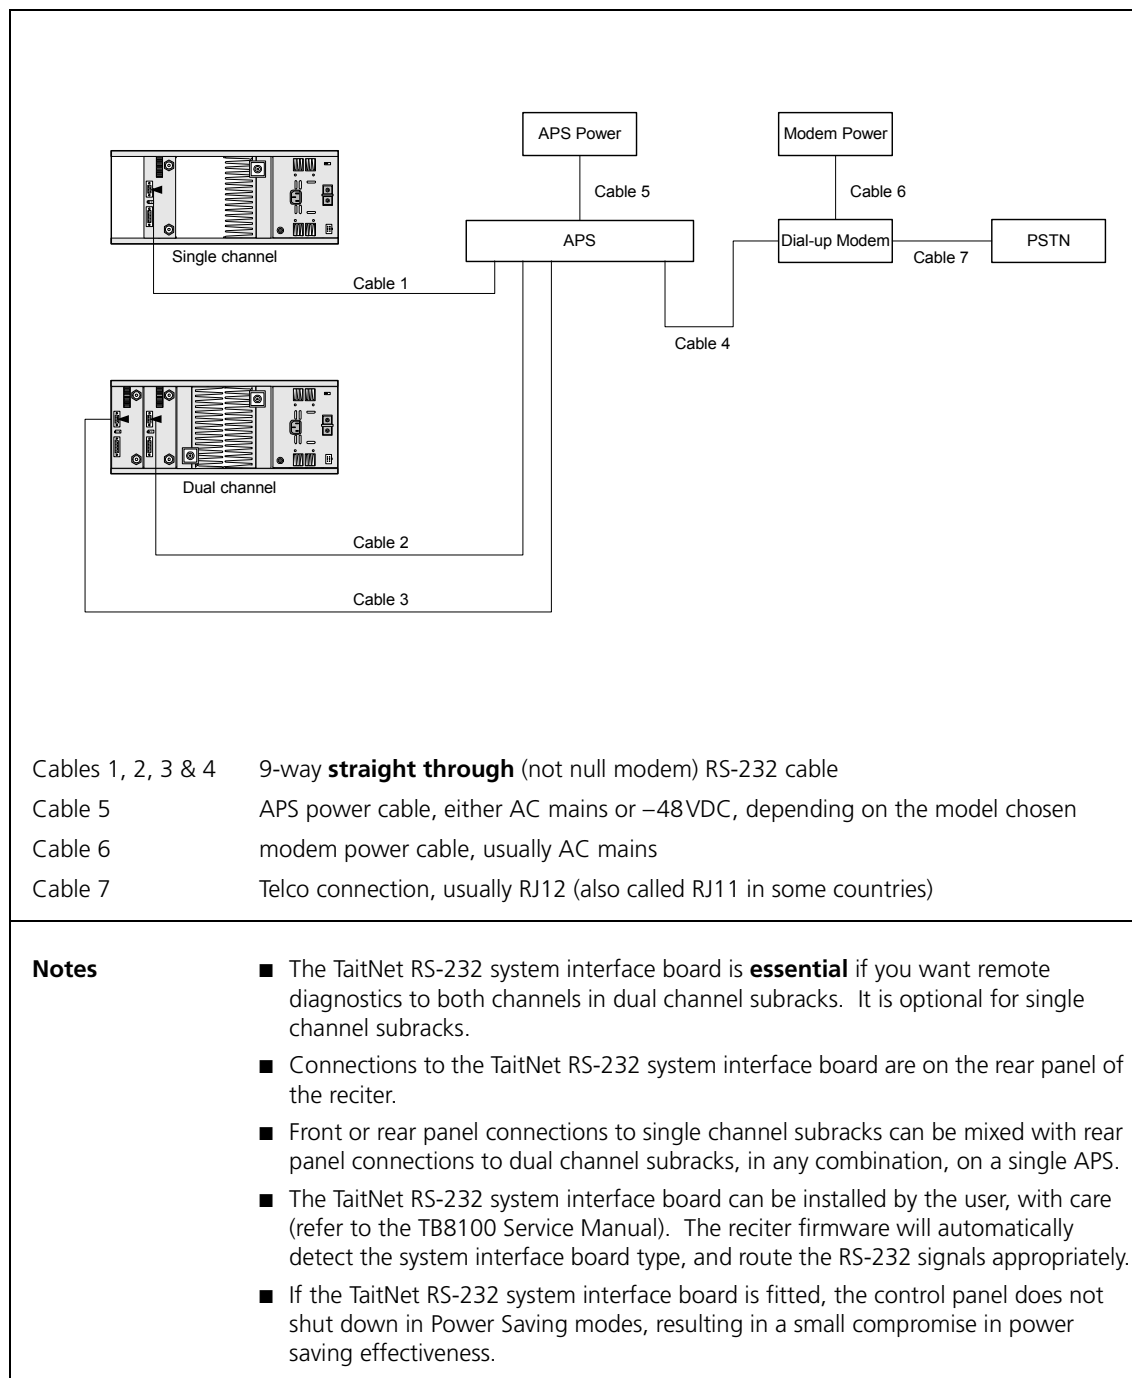 APS Power
Modem Power
Cable 5
Cable 6
Single channel
APS
Dial-up Modem
Cable 7
PSTN
Cable 1
Cable 4
Dual channel
Cable 2
Cable 3
Cables 1, 2, 3 & 4 9-way straight through (not null modem) RS-232 cable
Cable 5 APS power cable, either AC mains or –48VDC, depending on the model chosen
Cable 6 modem power cable, usually AC mains
Cable 7 Telco connection, usually RJ12 (also called RJ11 in some countries)
Notes ■ The TaitNet RS-232 system interface board is essential if you want remote
diagnostics to both channels in dual channel subracks. It is optional for single
channel subracks.
■ Connections to the TaitNet RS-232 system interface board are on the rear panel of
the reciter.
■ Front or rear panel connections to single channel subracks can be mixed with rear
panel connections to dual channel subracks, in any combination, on a single APS.
■ The TaitNet RS-232 system interface board can be installed by the user, with care
(refer to the TB8100 Service Manual). The reciter firmware will automatically
detect the system interface board type, and route the RS-232 signals appropriately.
■ If the TaitNet RS-232 system interface board is fitted, the control panel does not
shut down in Power Saving modes, resulting in a small compromise in power
saving effectiveness.